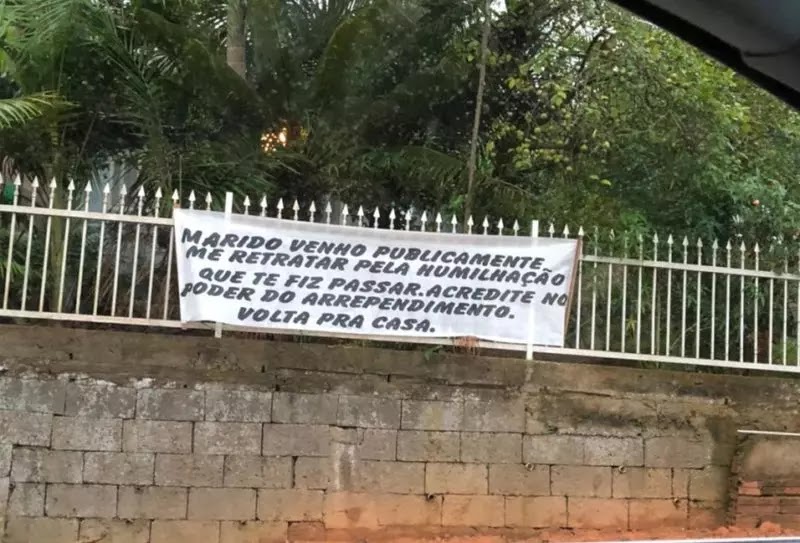 MARIDO VENHO PUBLICAMENTE
ME RETRATAR PELA HUMILHAÇÃO
QUE TE FIZ PASSAR.ACREDITE NO
PODER DO ARREPENDIMENTO.
VOLTA PRA CASA.